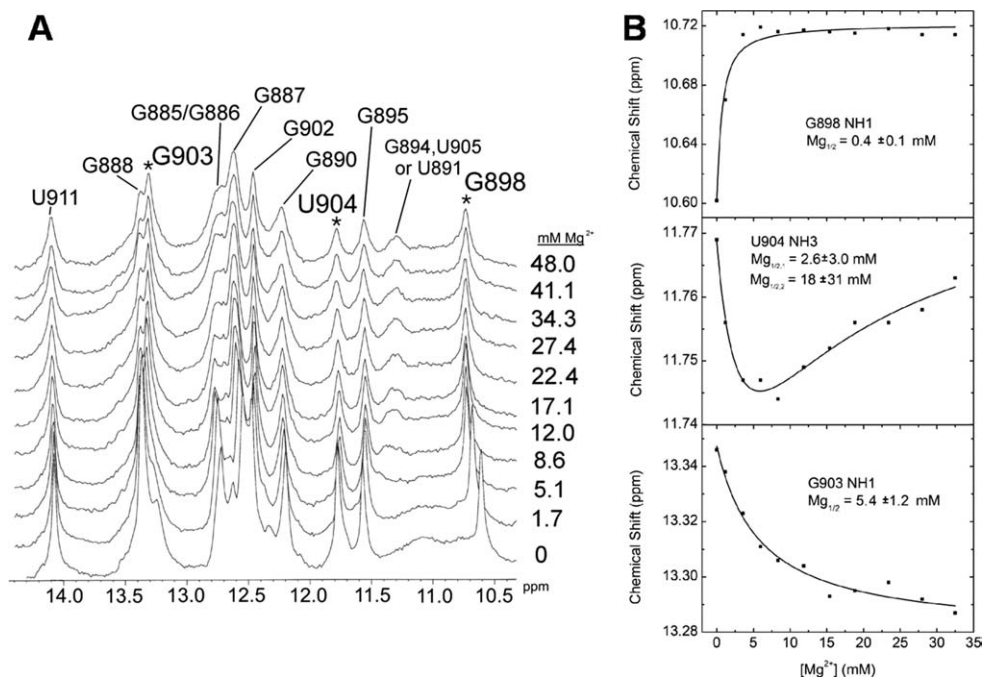 A
G887
G885/G886
G902
G895
G888
*G903
G890
G894,U905
or U891
U911
U904
*
G898
*
mM Mg²⁺
48.0
41.1
34.3
27.4
22.4
17.1
12.0
8.6
5.1
1.7
0
14.0 13.5 13.0 12.5 12.0 11.5 11.0 10.5 ppm
B
Chemical Shift (ppm)
10.72
10.68
10.64
10.60
G898 NH1
Mg1/2 = 0.4 ±0.1 mM
Chemical Shift (ppm)
11.77
11.76
11.75
11.74
U904 NH3
Mg1/2,1 = 2.6±3.0 mM
Mg1/2,2 = 18 ±31 mM
Chemical Shift (ppm)
13.34
13.32
13.30
13.28
G903 NH1
Mg1/2 = 5.4 ±1.2 mM
0 5 10 15 20 25 30 35
[Mg²⁺] (mM)